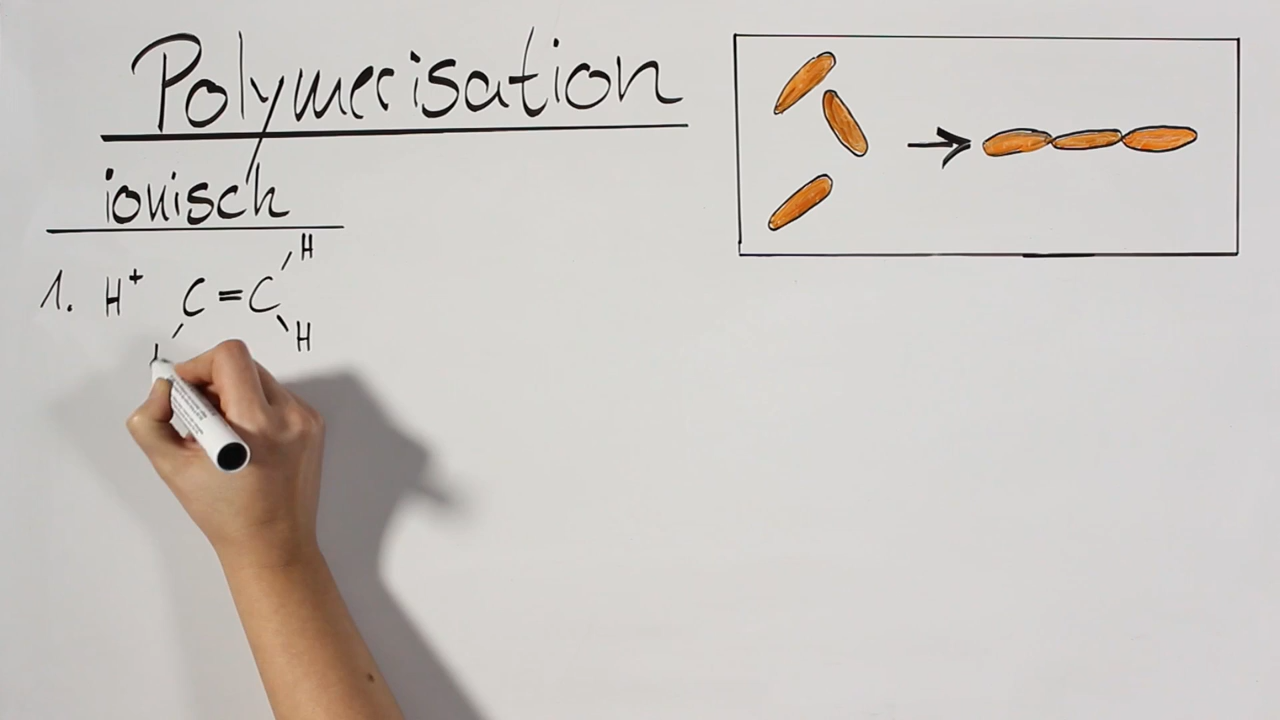 Polymerisation
ionisch
H
1. H⁺ C=C
H